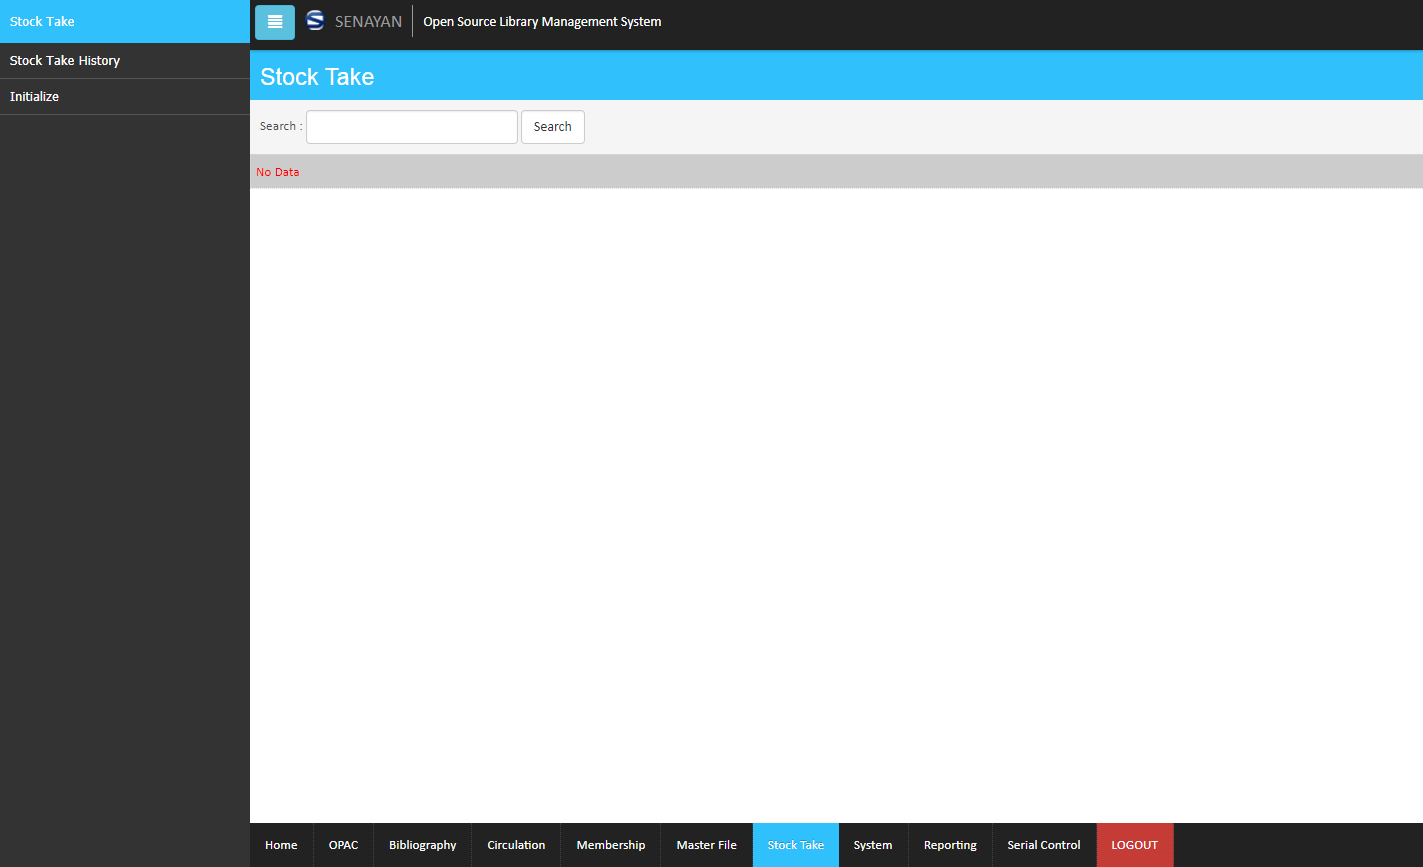 Stock Take
Stock Take History
Initialize
SENAYAN Open Source Library Management System
Stock Take
Search : Search
No Data
Home OPAC Bibliography Circulation Membership Master File Stock Take System Reporting Serial Control LOGOUT